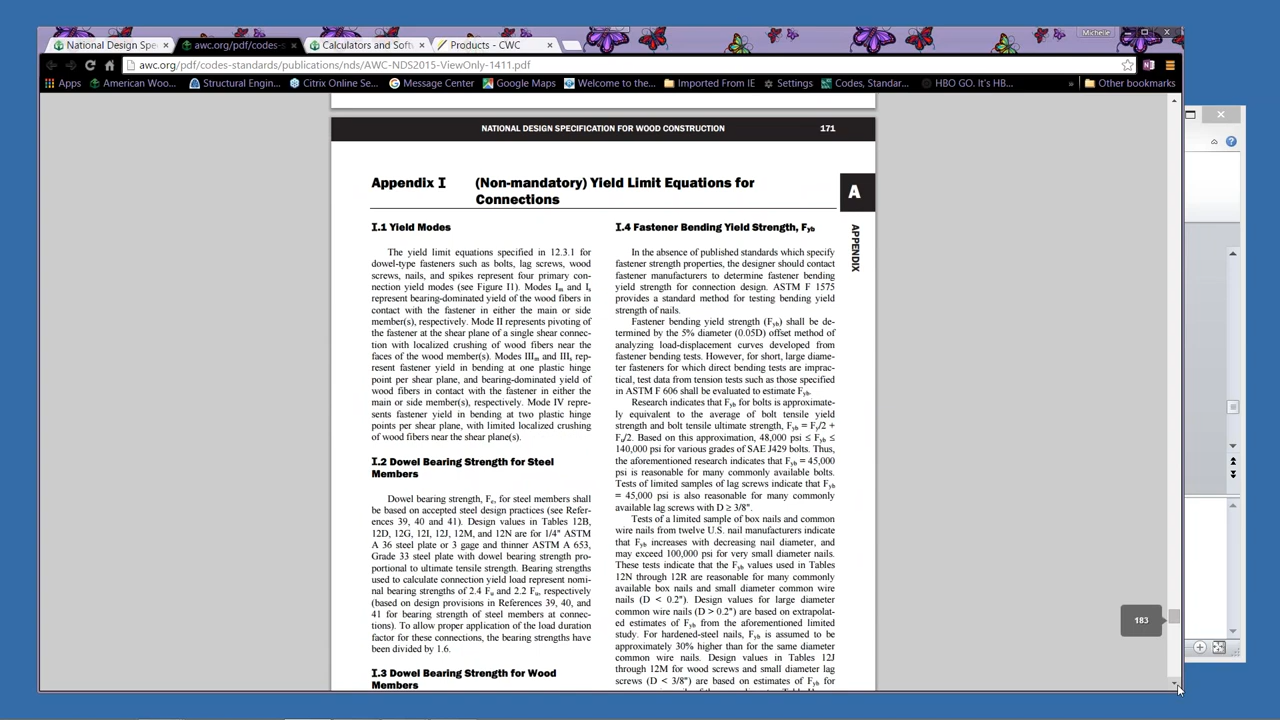 Michelle
National Design Spe
awc.org/pdf/codes-
Calculators and Soft
Products - CWC
awc.org/pdf/codes-standards/publications/nds/AWC-NDS2015-ViewOnly-1411.pdf
Apps
American Woo...
Structural Engin...
Citrix Online Se...
Message Center
Google Maps
Welcome to the...
Imported From IE
Settings
Codes, Standar...
HBO GO. It's HB...
»
Other bookmarks
NATIONAL DESIGN SPECIFICATION FOR WOOD CONSTRUCTION 171
Appendix I (Non-mandatory) Yield Limit Equations for
Connections
A
APPENDIX
I.1 Yield Modes
The yield limit equations specified in 12.3.1 for
dowel-type fasteners such as bolts, lag screws, wood
screws, nails, and spikes represent four primary con-
nection yield modes (see Figure I1). Modes Im and Is
represent bearing-dominated yield of the wood fibers in
contact with the fastener in either the main or side
member(s), respectively. Mode II represents pivoting of
the fastener at the shear plane of a single shear connec-
tion with localized crushing of wood fibers near the
faces of the wood member(s). Modes IIIm and IIIs rep-
resent fastener yield in bending at one plastic hinge
point per shear plane, and bearing-dominated yield of
wood fibers in contact with the fastener in either the
main or side member(s), respectively. Mode IV repre-
sents fastener yield in bending at two plastic hinge
points per shear plane, with limited localized crushing
of wood fibers near the shear plane(s).
I.2 Dowel Bearing Strength for Steel
Members
Dowel bearing strength, Fe, for steel members shall
be based on accepted steel design practices (see Refer-
ences 39, 40 and 41). Design values in Tables 12B,
12D, 12G, 12I, 12J, 12M, and 12N are for 1/4" ASTM
A 36 steel plate or 3 gage and thinner ASTM A 653,
Grade 33 steel plate with dowel bearing strength pro-
portional to ultimate tensile strength. Bearing strengths
used to calculate connection yield load represent nomi-
nal bearing strengths of 2.4 Fu and 2.2 Fu, respectively
(based on design provisions in References 39, 40, and
41 for bearing strength of steel members at connec-
tions). To allow proper application of the load duration
factor for these connections, the bearing strengths have
been divided by 1.6.
I.3 Dowel Bearing Strength for Wood
Members
I.4 Fastener Bending Yield Strength, Fyb
In the absence of published standards which specify
fastener strength properties, the designer should contact
fastener manufacturers to determine fastener bending
yield strength for connection design. ASTM F 1575
provides a standard method for testing bending yield
strength of nails.
Fastener bending yield strength (Fyb) shall be de-
termined by the 5% diameter (0.05D) offset method of
analyzing load-displacement curves developed from
fastener bending tests. However, for short, large diame-
ter fasteners for which direct bending tests are imprac-
tical, test data from tension tests such as those specified
in ASTM F 606 shall be evaluated to estimate Fyb.
Research indicates that Fyb for bolts is approximate-
ly equivalent to the average of bolt tensile yield
strength and bolt tensile ultimate strength, Fyb = Fy/2 +
Fu/2. Based on this approximation, 48,000 psi ≤ Fyb ≤
140,000 psi for various grades of SAE J429 bolts. Thus,
the aforementioned research indicates that Fyb = 45,000
psi is reasonable for many commonly available bolts.
Tests of limited samples of lag screws indicate that Fyb
= 45,000 psi is also reasonable for many commonly
available lag screws with D ≥ 3/8".
Tests of a limited sample of box nails and common
wire nails from twelve U.S. nail manufacturers indicate
that Fyb increases with decreasing nail diameter, and
may exceed 100,000 psi for very small diameter nails.
These tests indicate that the Fyb values used in Tables
12N through 12R are reasonable for many commonly
available box nails and small diameter common wire
nails (D < 0.2"). Design values for large diameter
common wire nails (D > 0.2") are based on extrapolat-
ed estimates of Fyb from the aforementioned limited
study. For hardened-steel nails, Fyb is assumed to be
approximately 30% higher than for the same diameter
common wire nails. Design values in Tables 12J
through 12M for wood screws and small diameter lag
screws (D < 3/8") are based on estimates of Fyb for
183